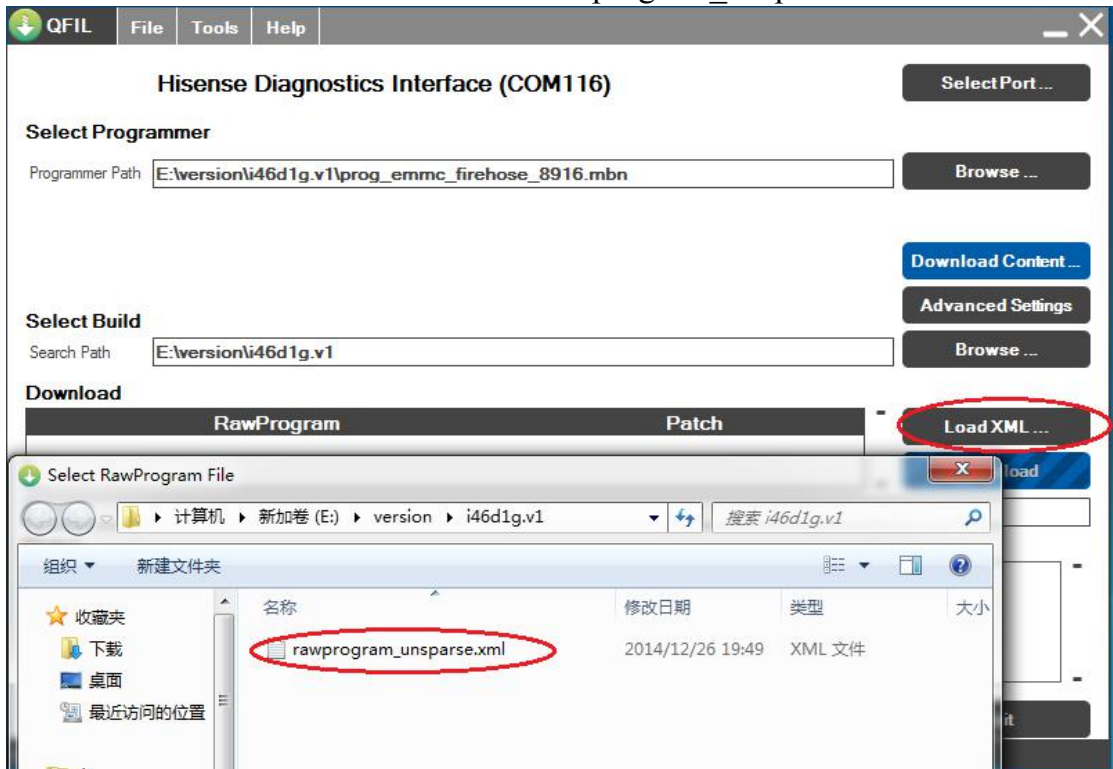 QFIL File Tools Help
Hisense Diagnostics Interface (COM116)
Select Port ...
Select Programmer
Programmer Path E:\version\i46d1g.v1\prog_emmc_firehose_8916.mbn
Browse ...
Download Content ...
Advanced Settings
Select Build
Search Path E:\version\i46d1g.v1
Browse ...
Download
RawProgram Patch
Load XML ...
Select RawProgram File
load
计算机 新加卷 (E:) version i46d1g.v1
搜索 i46d1g.v1
组织 新建文件夹
收藏夹
下载
桌面
最近访问的位置
名称 修改日期 类型 大小
rawprogram_unsparse.xml 2014/12/26 19:49 XML 文件
it